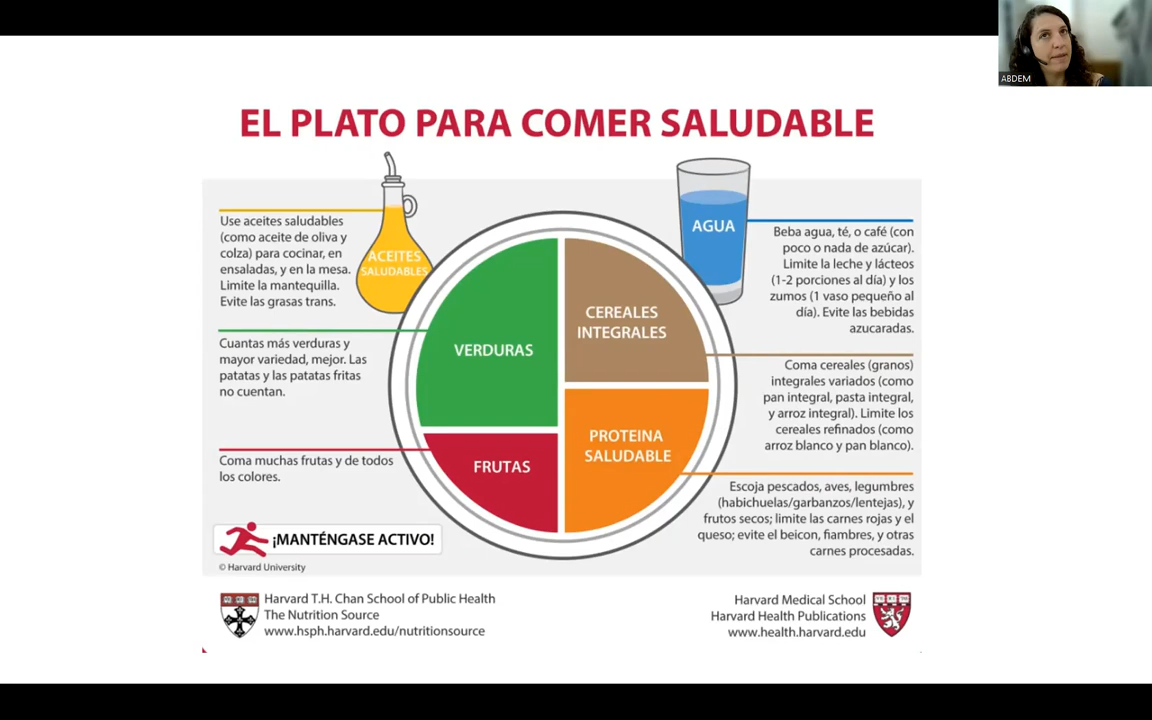 ABDEM
EL PLATO PARA COMER SALUDABLE
Use aceites saludables
(como aceite de oliva y
colza) para cocinar, en
ensaladas, y en la mesa.
Limite la mantequilla.
Evite las grasas trans.
ACEITES
SALUDABLES
AGUA
Beba agua, té, o café (con
poco o nada de azúcar).
Limite la leche y lácteos
(1-2 porciones al día) y los
zumos (1 vaso pequeño al
día). Evite las bebidas
azucaradas.
Cuantas más verduras y
mayor variedad, mejor. Las
patatas y las patatas fritas
no cuentan.
VERDURAS
CEREALES
INTEGRALES
Coma cereales (granos)
integrales variados (como
pan integral, pasta integral,
y arroz integral). Limite los
cereales refinados (como
arroz blanco y pan blanco).
Coma muchas frutas y de todos
los colores.
FRUTAS
PROTEINA
SALUDABLE
Escoja pescados, aves, legumbres
(habichuelas/garbanzos/lentejas), y
frutos secos; limite las carnes rojas y el
queso; evite el beicon, fiambres, y otras
carnes procesadas.
¡MANTÉNGASE ACTIVO!
© Harvard University
Harvard T.H. Chan School of Public Health
The Nutrition Source
www.hsph.harvard.edu/nutritionsource
Harvard Medical School
Harvard Health Publications
www.health.harvard.edu